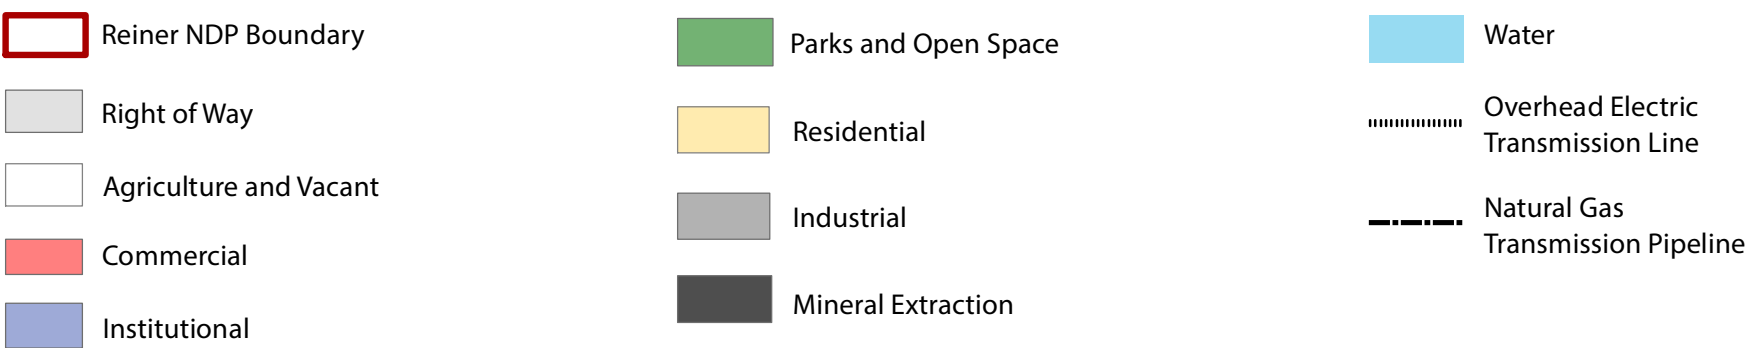 Reiner NDP Boundary
Right of Way
Agriculture and Vacant
Commercial
Institutional
Parks and Open Space
Residential
Industrial
Mineral Extraction
Water
Overhead Electric
Transmission Line
Natural Gas
Transmission Pipeline